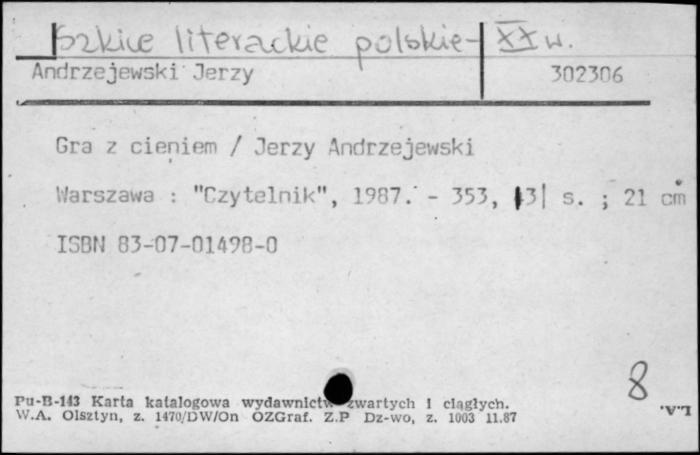 Szkice literackie polskie - XX w.
Andrzejewski Jerzy 302306
Gra z cieniem / Jerzy Andrzejewski
Warszawa : "Czytelnik", 1987. - 353, |3| s. ; 21 cm
ISBN 83-07-01498-0
8
Pu-B-143 Karta katalogowa wydawnictw zwartych i ciągłych.
W.A. Olsztyn, z. 1470/DW/On OZGraf. Z.P Dz-wo, z. 1003 11.87
L.A.